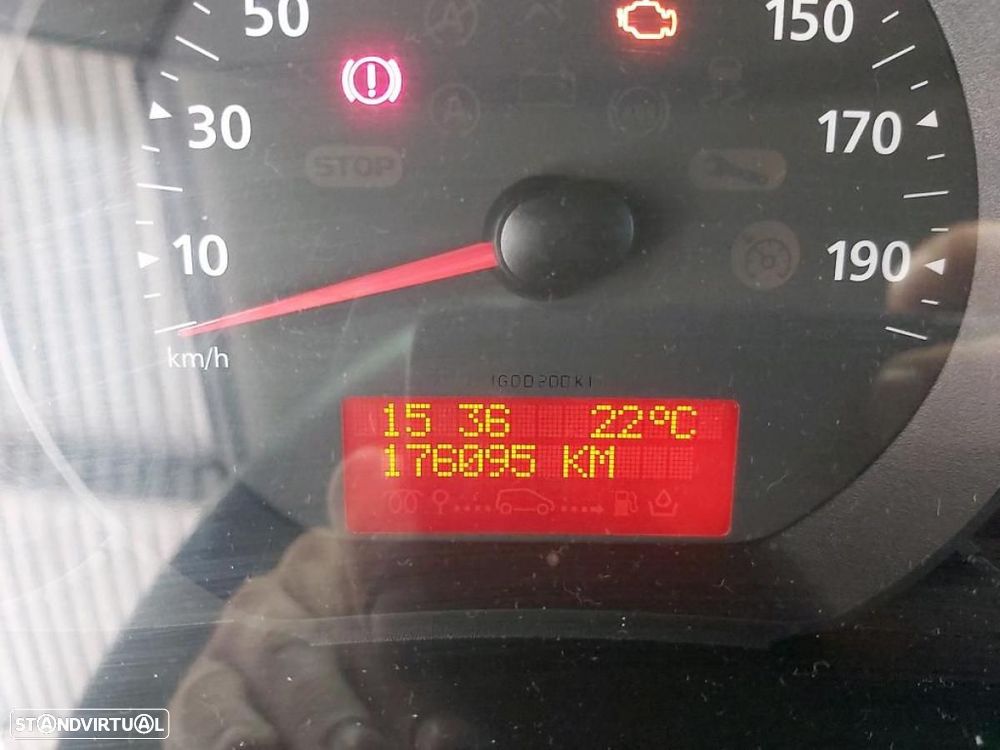 50 150
30 170
STOP
10 190
km/h
15 36 22°C
176095 KM
STANDVIRTUAL